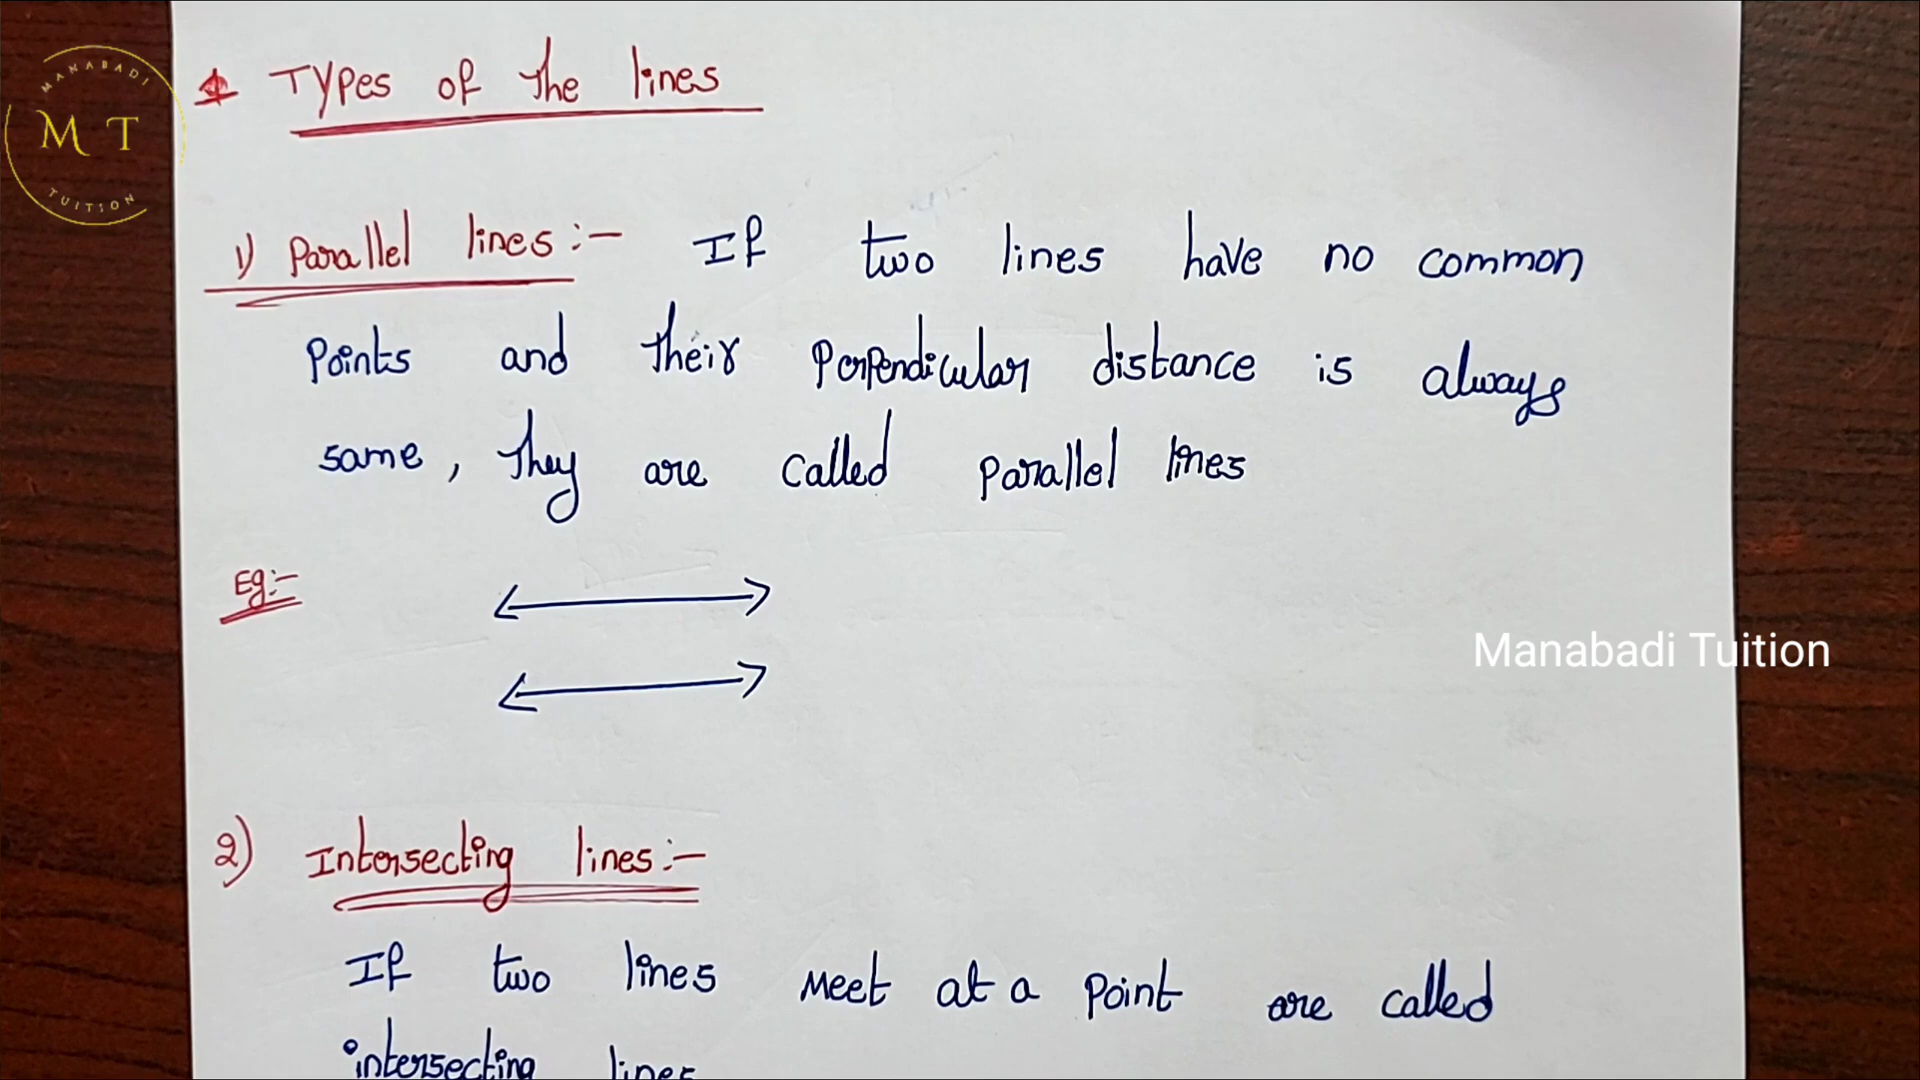 MANABADI
M T
TUITION
Types of the lines
1) Parallel lines:- If two lines have no common
points and their perpendicular distance is always
same, they are called parallel lines
Eg:-
Manabadi Tuition
2) Intersecting lines:-
If two lines meet at a point are called
intersecting lines